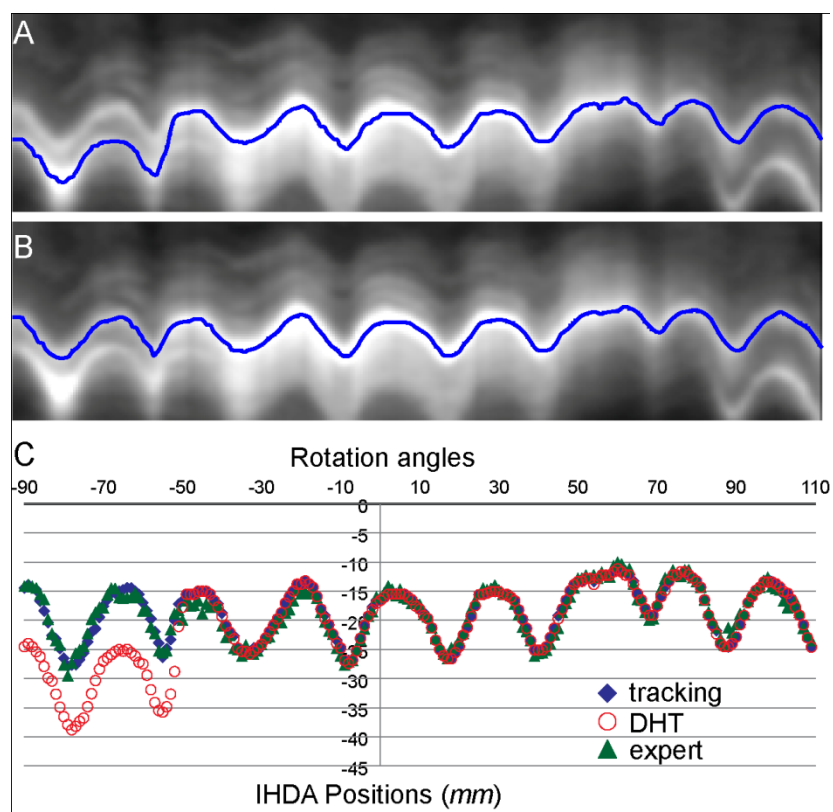 A
B
C
Rotation angles
-90 -70 -50 -30 -10 10 30 50 70 90 110
0
-5
-10
-15
-20
-25
-30
-35
-40
-45
tracking
DHT
expert
IHDA Positions (mm)